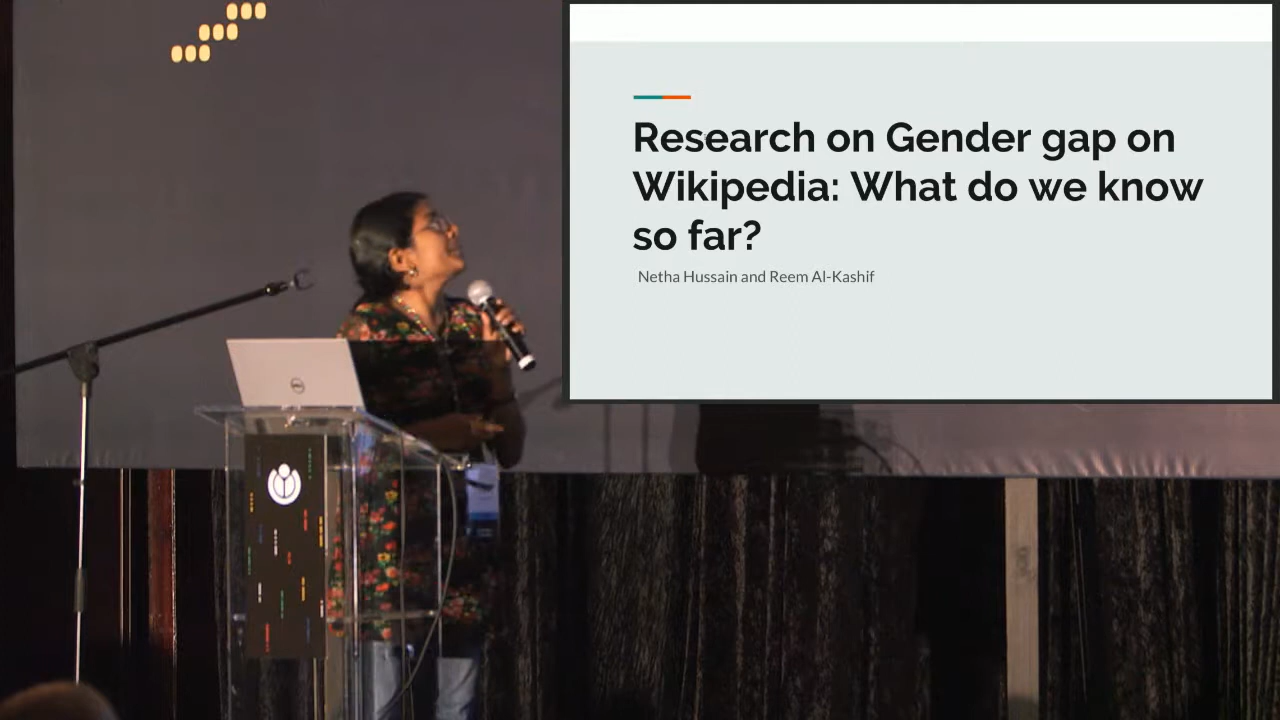 Research on Gender gap on
Wikipedia: What do we know
so far?
Netha Hussain and Reem Al-Kashif